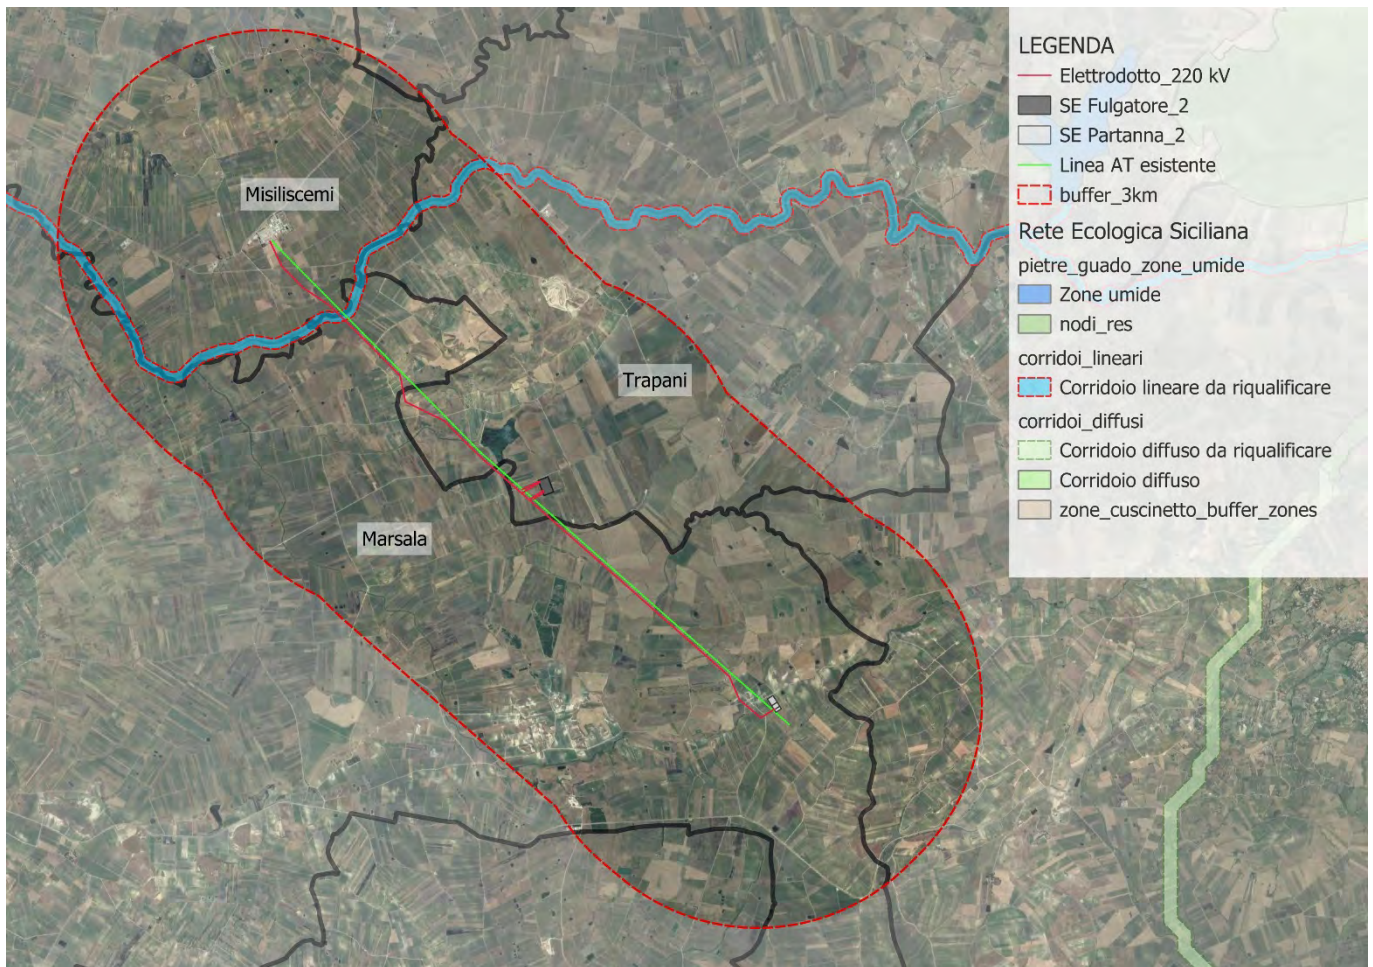 LEGENDA
Elettrodotto_220 kV
SE Fulgatore_2
SE Partanna_2
Linea AT esistente
buffer_3km
Rete Ecologica Siciliana
pietre_guado_zone_umide
Zone umide
nodi_res
corridoi_lineari
Corridoio lineare da riqualificare
corridoi_diffusi
Corridoio diffuso da riqualificare
Corridoio diffuso
zone_cuscinetto_buffer_zones
Misiliscemi
Trapani
Marsala